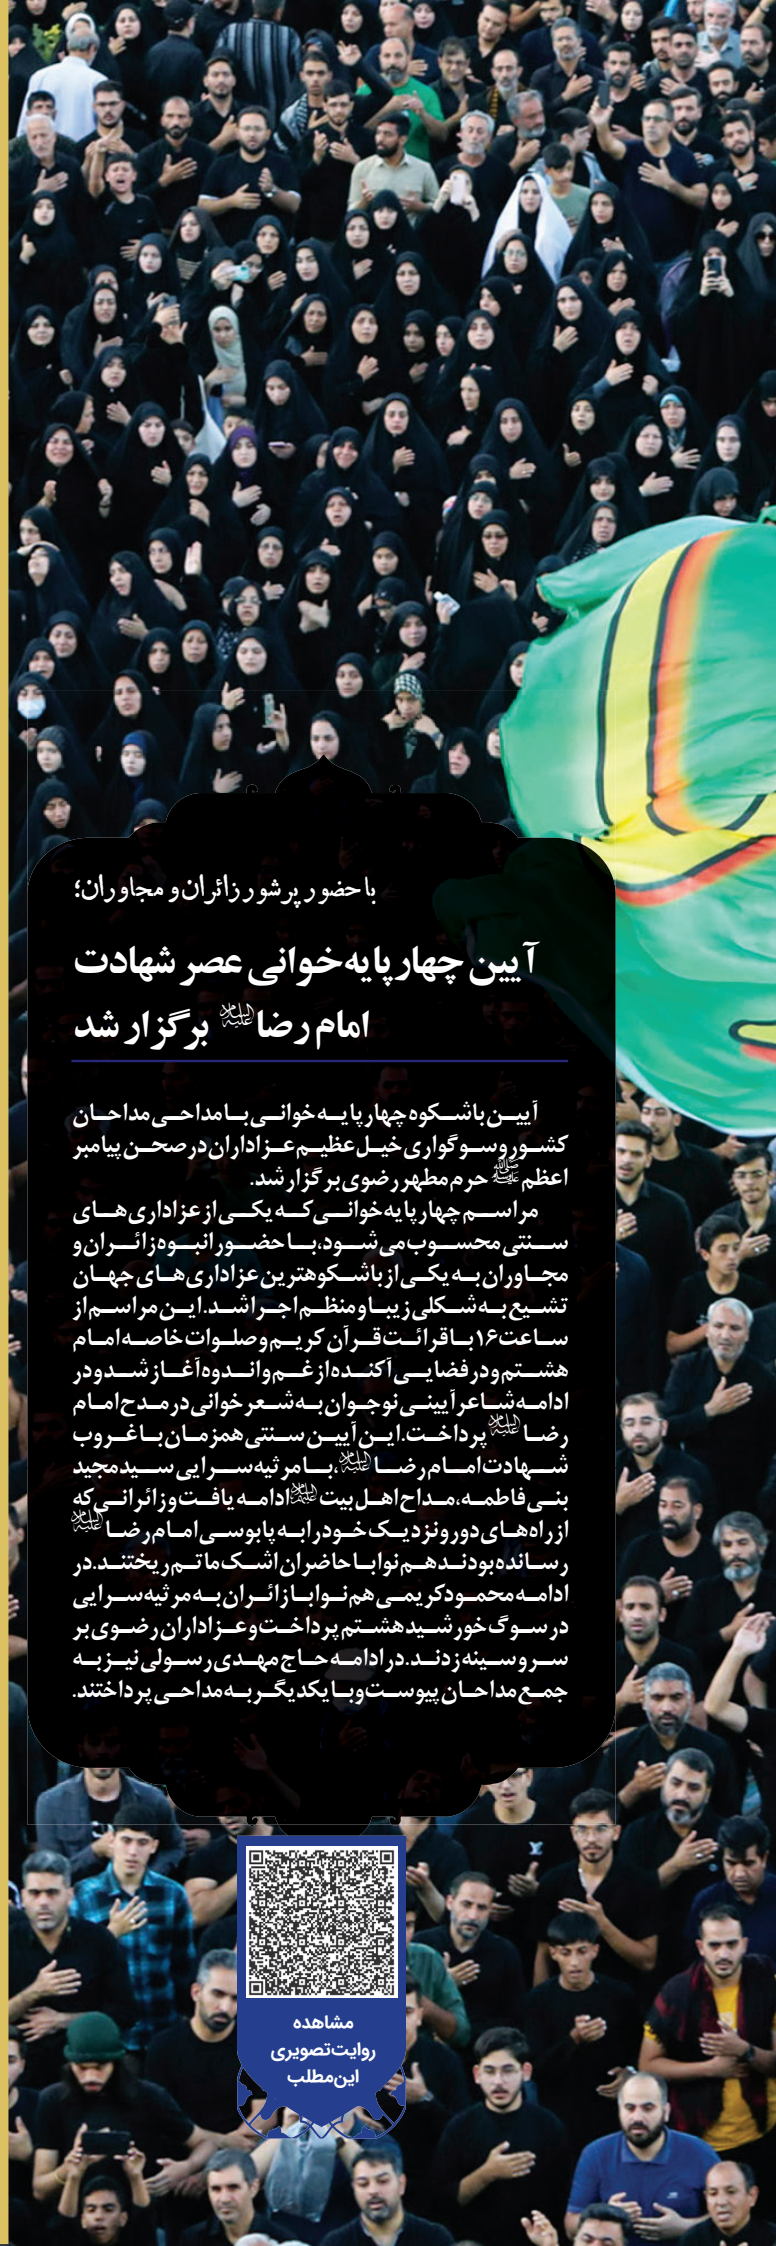 با حضور پرشور زائران و مجاوران؛
آیین چهارپایه‌خوانی عصر شهادت
امام رضا علیه‌السلام برگزار شد
آیین باشکوه چهارپایه‌خوانی با مداحی مداحان
کشور و سوگواری خیل عظیم عزاداران در صحن پیامبر
اعظم ﷺ حرم مطهر رضوی برگزار شد.
مراسم چهارپایه‌خوانی که یکی از عزاداری‌های
سنتی محسوب می‌شود، با حضور انبوه زائران و
مجاوران به یکی از باشکوهترین عزاداری‌های جهان
تشیع به شکلی زیبا و منظم اجرا شد. این مراسم از
ساعت ۱۶ با قرائت قرآن کریم و صلوات خاصه امام
هشتم و در فضایی آکنده از غم و اندوه آغاز شد و در
ادامه شاعر آیینی نوجوان به شعرخوانی در مدح امام
رضا علیه‌السلام پرداخت. این آیین سنتی همزمان با غروب
شهادت امام رضا علیه‌السلام، با مرثیه‌سرایی سید مجید
بنی فاطمه، مداح اهل بیت علیهم‌السلام ادامه یافت و زائرانی که
از راه‌های دور و نزدیک خود را به پابوسی امام رضا علیه‌السلام
رسانده بودند هم‌نوا با حاضران اشک ماتم ریختند. در
ادامه محمود کریمی هم‌نوا با زائران به مرثیه‌سرایی
در سوگ خورشید هشتم پرداخت و عزاداران رضوی بر
سر و سینه زدند. در ادامه حاج مهدی رسولی نیز به
جمع مداحان پیوست و با یکدیگر به مداحی پرداختند.
مشاهده
روایت تصویری
این مطلب